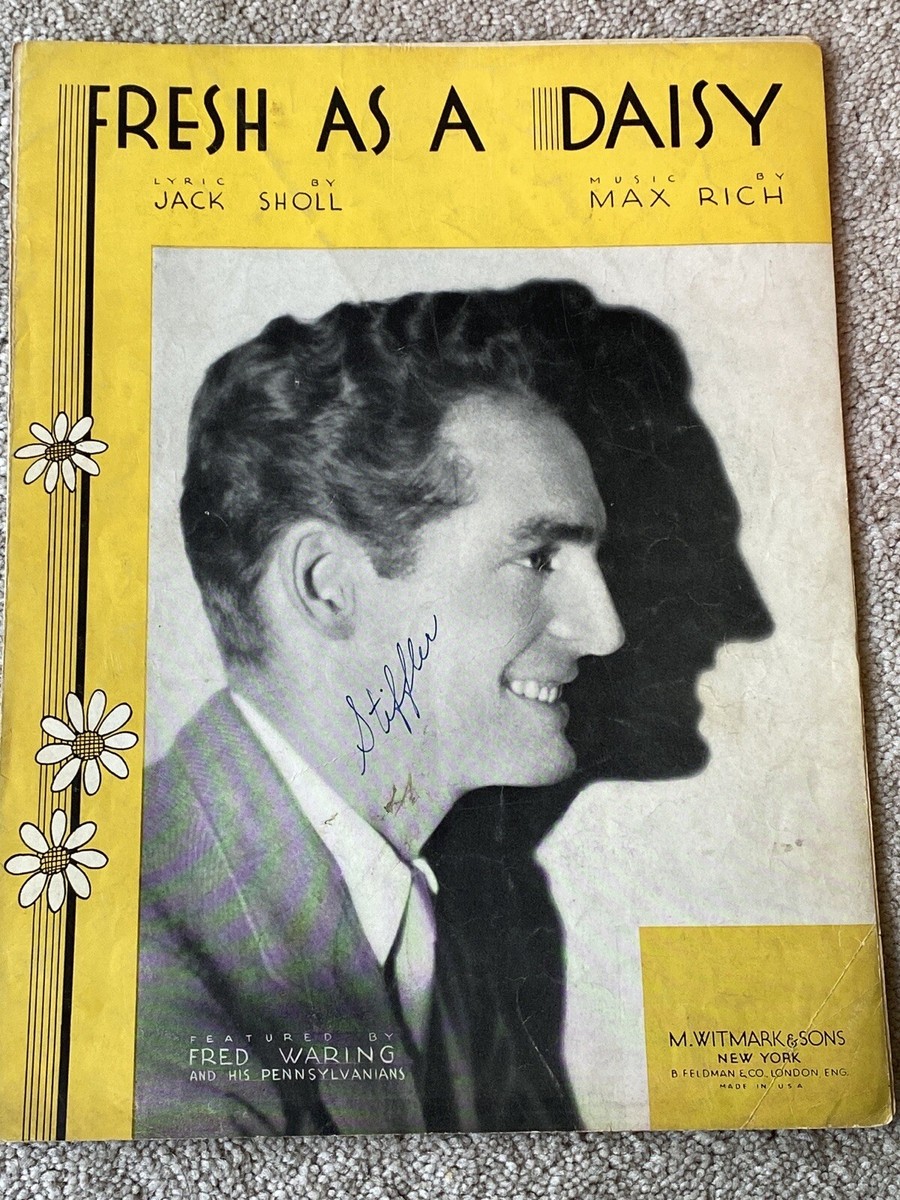 FRESH AS A DAISY
LYRIC BY
JACK SHOLL
MUSIC BY
MAX RICH
Stiffler
FEATURED BY
FRED WARING
AND HIS PENNSYLVANIANS
M. WITMARK & SONS
NEW YORK
B. FELDMAN & CO., LONDON, ENG.
MADE IN U.S.A